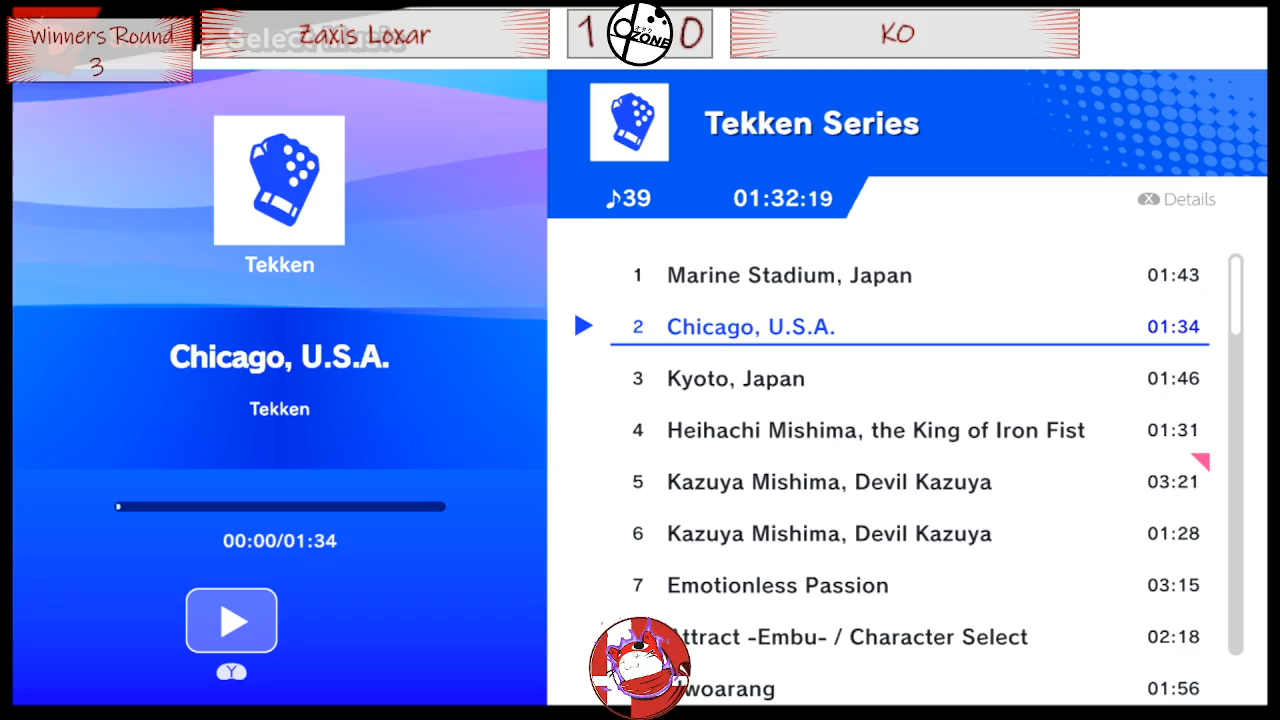 Winners Round
3
Zaxis Loxar
1
ZONE
0
KO
Tekken
Chicago, U.S.A.
Tekken
00:00/01:34
Y
Tekken Series
♪39 01:32:19
X Details
1 Marine Stadium, Japan 01:43
2 Chicago, U.S.A. 01:34
3 Kyoto, Japan 01:46
4 Heihachi Mishima, the King of Iron Fist 01:31
5 Kazuya Mishima, Devil Kazuya 03:21
6 Kazuya Mishima, Devil Kazuya 01:28
7 Emotionless Passion 03:15
Attract -Embu- / Character Select 02:18
woarang 01:56